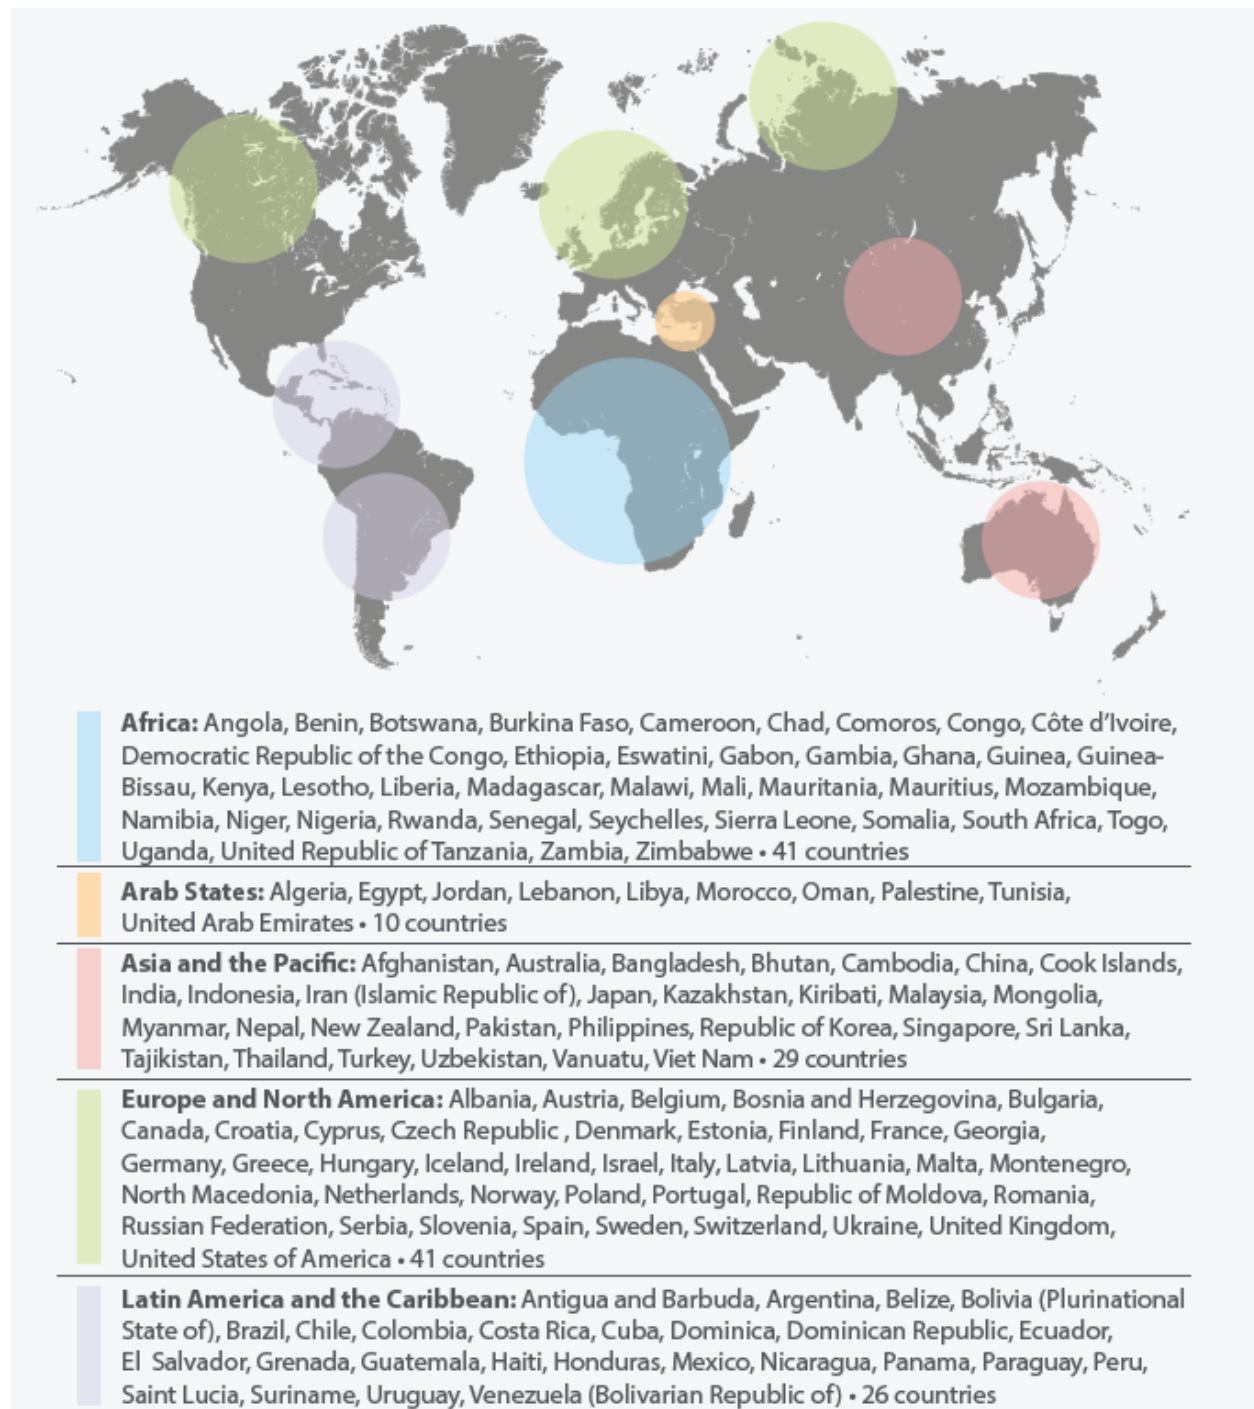 Africa: Angola, Benin, Botswana, Burkina Faso, Cameroon, Chad, Comoros, Congo, Côte d’Ivoire,
Democratic Republic of the Congo, Ethiopia, Eswatini, Gabon, Gambia, Ghana, Guinea, Guinea-
Bissau, Kenya, Lesotho, Liberia, Madagascar, Malawi, Mali, Mauritania, Mauritius, Mozambique,
Namibia, Niger, Nigeria, Rwanda, Senegal, Seychelles, Sierra Leone, Somalia, South Africa, Togo,
Uganda, United Republic of Tanzania, Zambia, Zimbabwe • 41 countries
Arab States: Algeria, Egypt, Jordan, Lebanon, Libya, Morocco, Oman, Palestine, Tunisia,
United Arab Emirates • 10 countries
Asia and the Pacific: Afghanistan, Australia, Bangladesh, Bhutan, Cambodia, China, Cook Islands,
India, Indonesia, Iran (Islamic Republic of), Japan, Kazakhstan, Kiribati, Malaysia, Mongolia,
Myanmar, Nepal, New Zealand, Pakistan, Philippines, Republic of Korea, Singapore, Sri Lanka,
Tajikistan, Thailand, Turkey, Uzbekistan, Vanuatu, Viet Nam • 29 countries
Europe and North America: Albania, Austria, Belgium, Bosnia and Herzegovina, Bulgaria,
Canada, Croatia, Cyprus, Czech Republic , Denmark, Estonia, Finland, France, Georgia,
Germany, Greece, Hungary, Iceland, Ireland, Israel, Italy, Latvia, Lithuania, Malta, Montenegro,
North Macedonia, Netherlands, Norway, Poland, Portugal, Republic of Moldova, Romania,
Russian Federation, Serbia, Slovenia, Spain, Sweden, Switzerland, Ukraine, United Kingdom,
United States of America • 41 countries
Latin America and the Caribbean: Antigua and Barbuda, Argentina, Belize, Bolivia (Plurinational
State of), Brazil, Chile, Colombia, Costa Rica, Cuba, Dominica, Dominican Republic, Ecuador,
El Salvador, Grenada, Guatemala, Haiti, Honduras, Mexico, Nicaragua, Panama, Paraguay, Peru,
Saint Lucia, Suriname, Uruguay, Venezuela (Bolivarian Republic of) • 26 countries